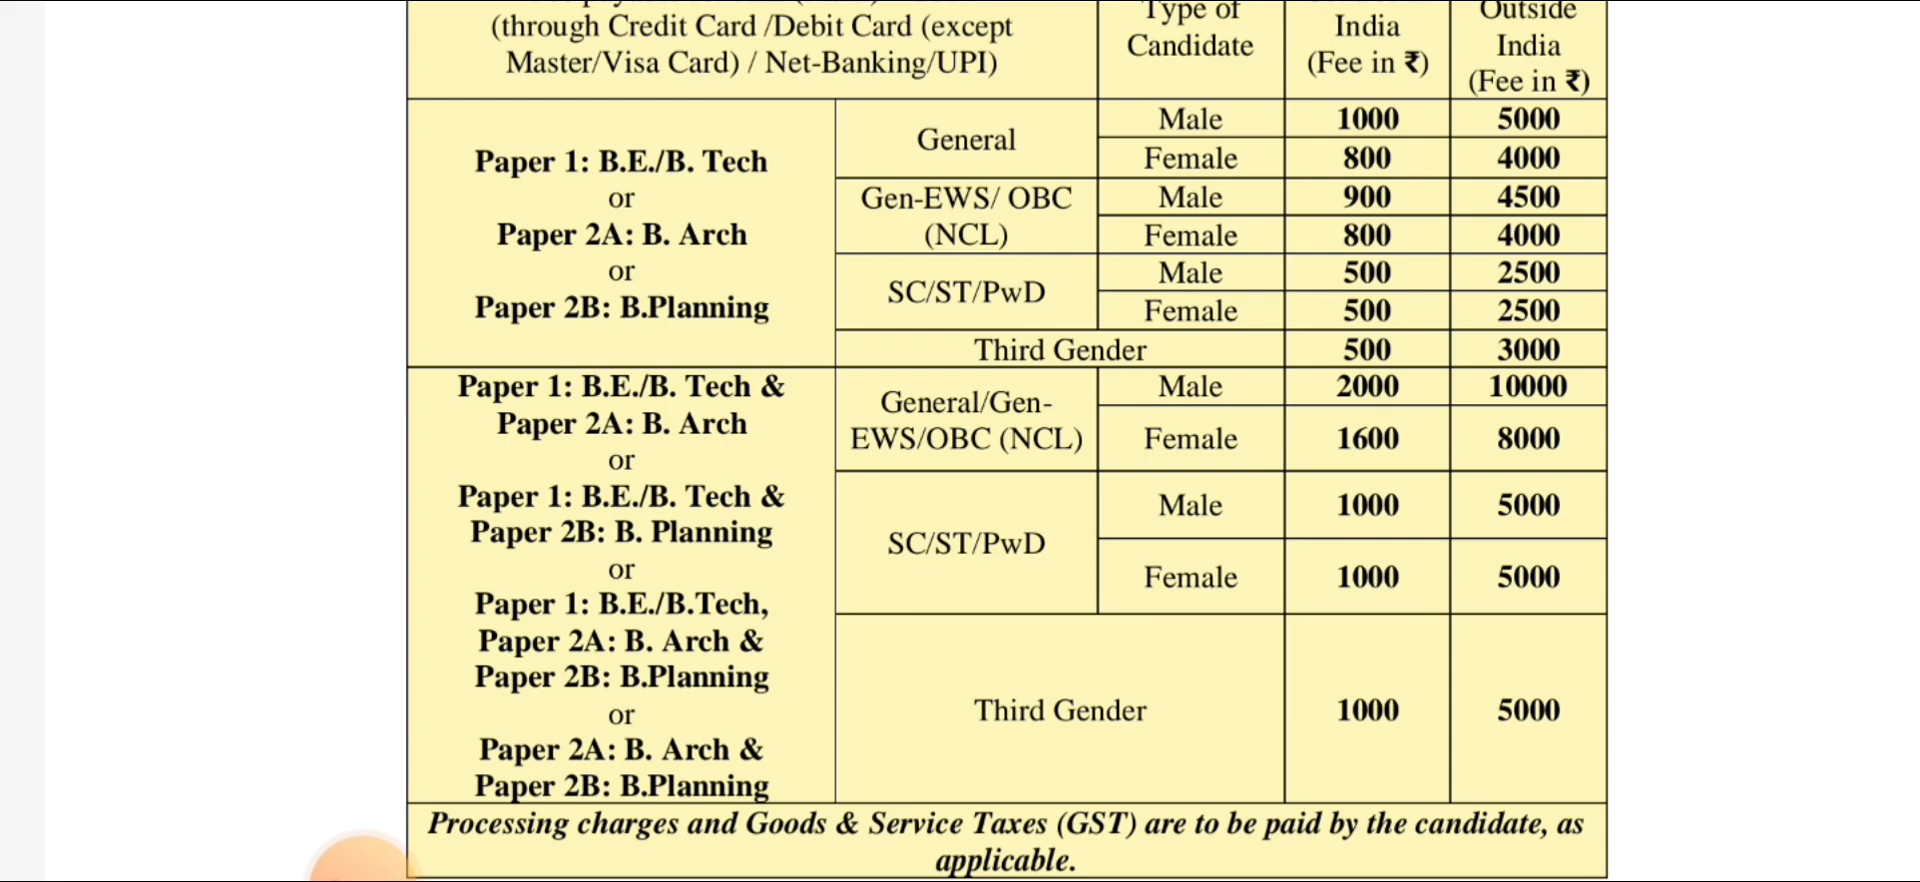 (through Credit Card /Debit Card (except
Master/Visa Card) / Net-Banking/UPI)
Type of
Candidate
India
(Fee in ₹)
Outside
India
(Fee in ₹)
Paper 1: B.E./B. Tech
or
Paper 2A: B. Arch
or
Paper 2B: B.Planning
General
Male
1000
5000
Female
800
4000
Gen-EWS/ OBC
(NCL)
Male
900
4500
Female
800
4000
SC/ST/PwD
Male
500
2500
Female
500
2500
Third Gender
500
3000
Paper 1: B.E./B. Tech &
Paper 2A: B. Arch
or
Paper 1: B.E./B. Tech &
Paper 2B: B. Planning
or
Paper 1: B.E./B.Tech,
Paper 2A: B. Arch &
Paper 2B: B.Planning
or
Paper 2A: B. Arch &
Paper 2B: B.Planning
General/Gen-
EWS/OBC (NCL)
Male
2000
10000
Female
1600
8000
SC/ST/PwD
Male
1000
5000
Female
1000
5000
Third Gender
1000
5000
Processing charges and Goods & Service Taxes (GST) are to be paid by the candidate, as
applicable.